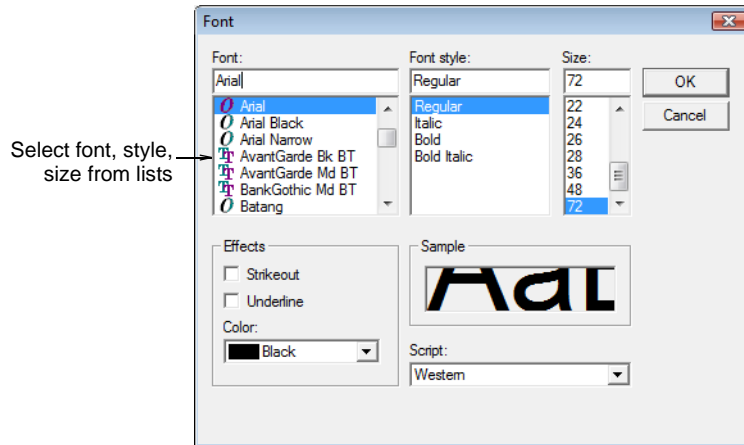 Font
Font:
Arial
Arial
Arial Black
Arial Narrow
AvantGarde Bk BT
AvantGarde Md BT
BankGothic Md BT
Batang
Font style:
Regular
Regular
Italic
Bold
Bold Italic
Size:
72
22
24
26
28
36
48
72
OK
Cancel
Select font, style,
size from lists
Effects
Strikeout
Underline
Color:
Black
Sample
Script:
Western